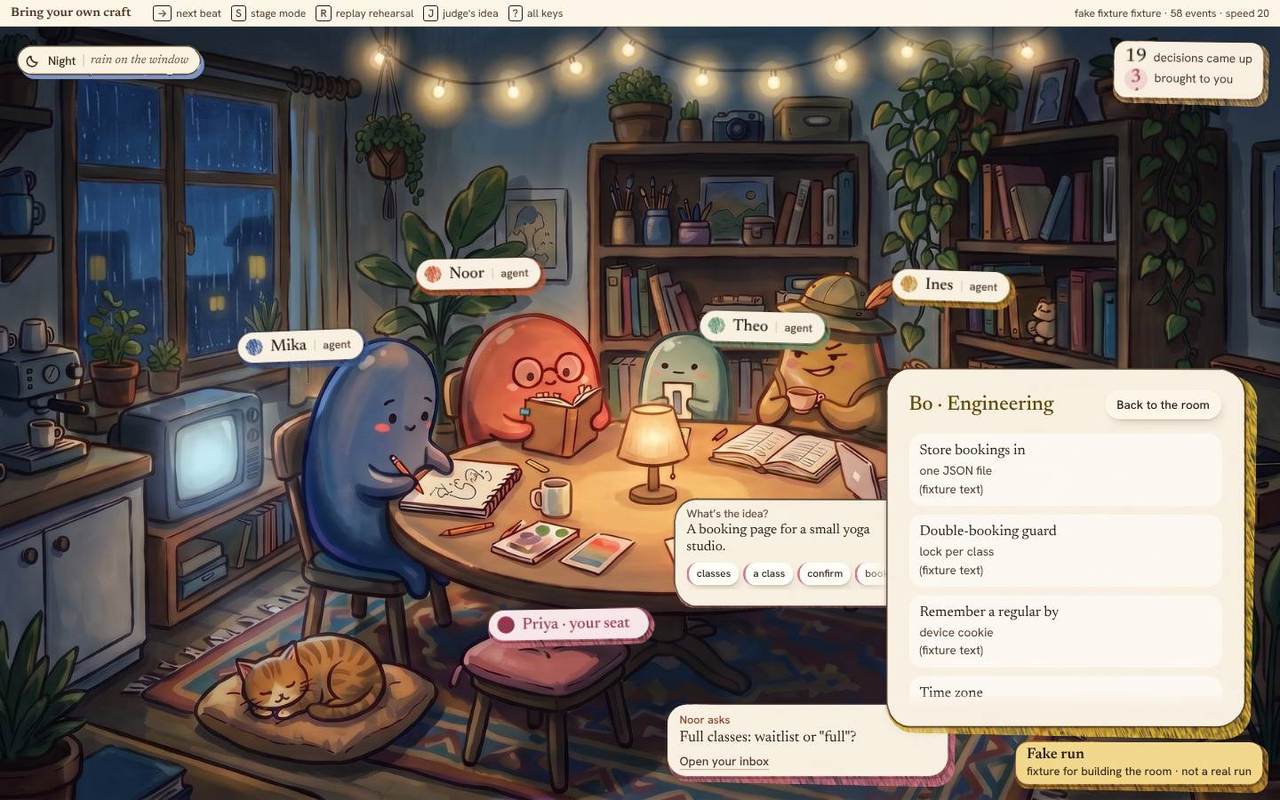 Bring your own craft
→ next beat S stage mode R replay rehearsal J judge's idea ? all keys
fake fixture fixture · 58 events · speed 20
Night rain on the window
19 decisions came up
3 brought to you
Noor agent
Ines agent
Theo agent
Mika agent
Bo · Engineering
Back to the room
Store bookings in
one JSON file
(fixture text)
Double-booking guard
lock per class
(fixture text)
Remember a regular by
device cookie
(fixture text)
Time zone
What's the idea?
A booking page for a small yoga
studio.
classes a class confirm
Priya · your seat
Noor asks
Full classes: waitlist or "full"?
Open your inbox
Fake run
fixture for building the room · not a real run